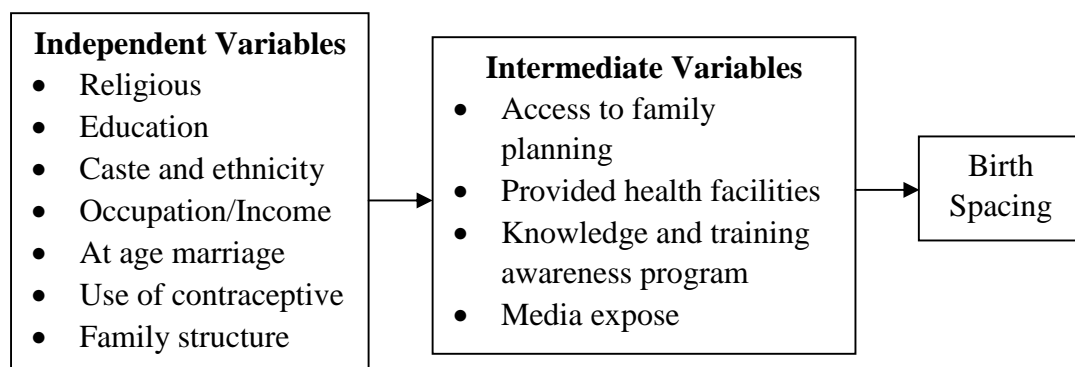 Independent Variables
• Religious
• Education
• Caste and ethnicity
• Occupation/Income
• At age marriage
• Use of contraceptive
• Family structure
Intermediate Variables
• Access to family
planning
• Provided health facilities
• Knowledge and training
awareness program
• Media expose
Birth
Spacing